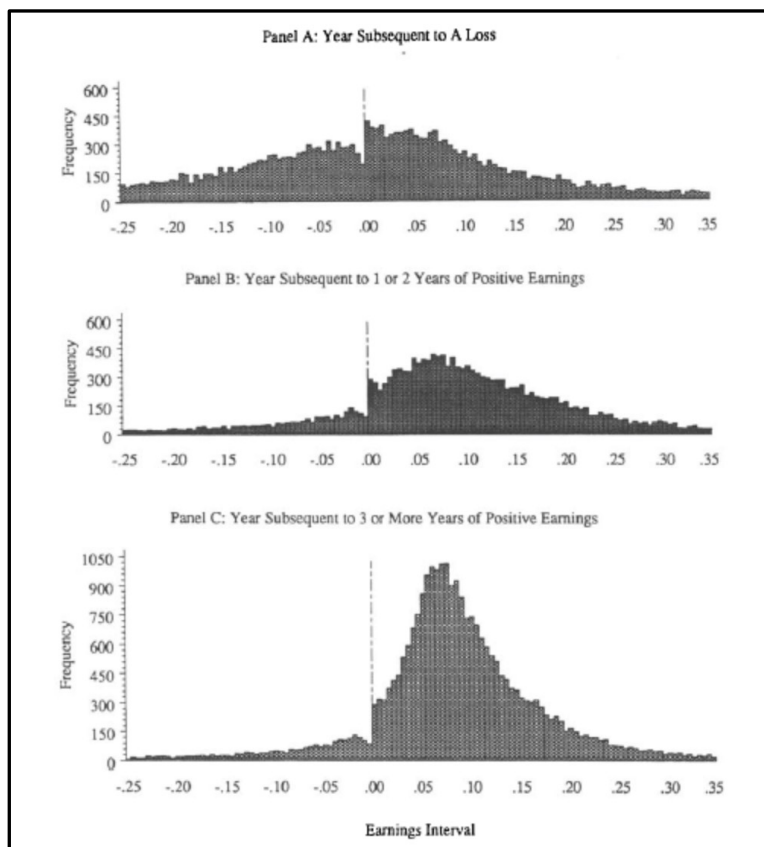 Panel A: Year Subsequent to A Loss
Frequency
600
450
300
150
0
-.25 -.20 -.15 -.10 -.05 .00 .05 .10 .15 .20 .25 .30 .35
Panel B: Year Subsequent to 1 or 2 Years of Positive Earnings
Frequency
600
450
300
150
0
-.25 -.20 -.15 -.10 -.05 .00 .05 .10 .15 .20 .25 .30 .35
Panel C: Year Subsequent to 3 or More Years of Positive Earnings
Frequency
1050
900
750
600
450
300
150
0
-.25 -.20 -.15 -.10 -.05 .00 .05 .10 .15 .20 .25 .30 .35
Earnings Interval